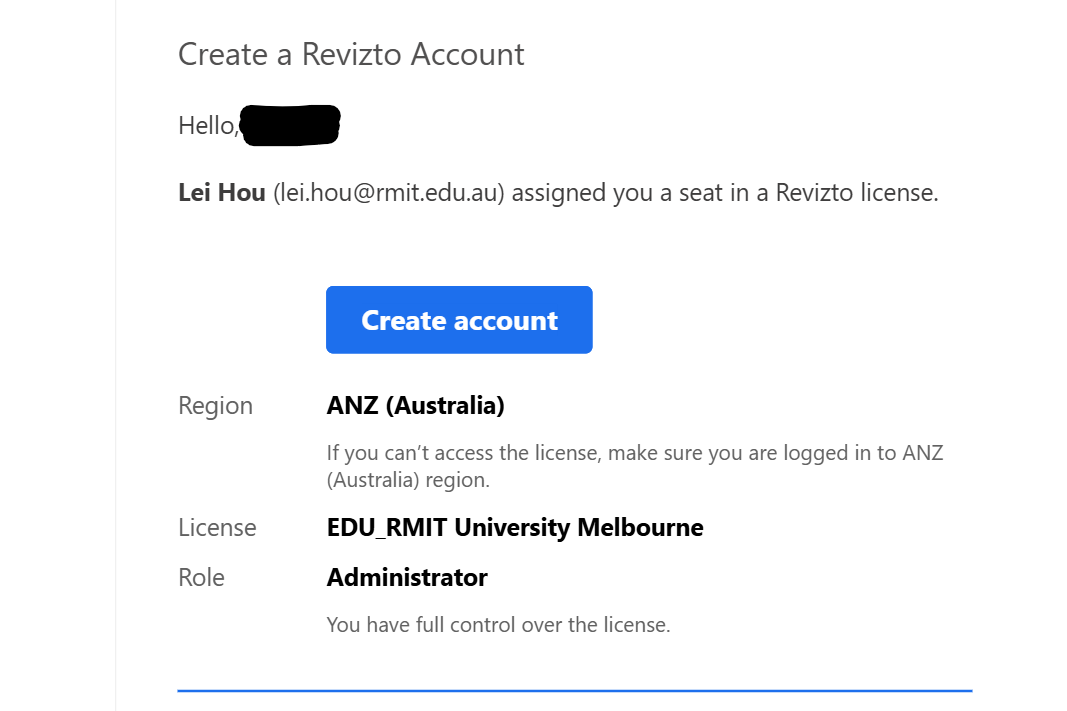 Create a Revizto Account
Hello,
Lei Hou (lei.hou@rmit.edu.au) assigned you a seat in a Revizto license.
Create account
Region
ANZ (Australia)
If you can’t access the license, make sure you are logged in to ANZ
(Australia) region.
License
EDU_RMIT University Melbourne
Role
Administrator
You have full control over the license.